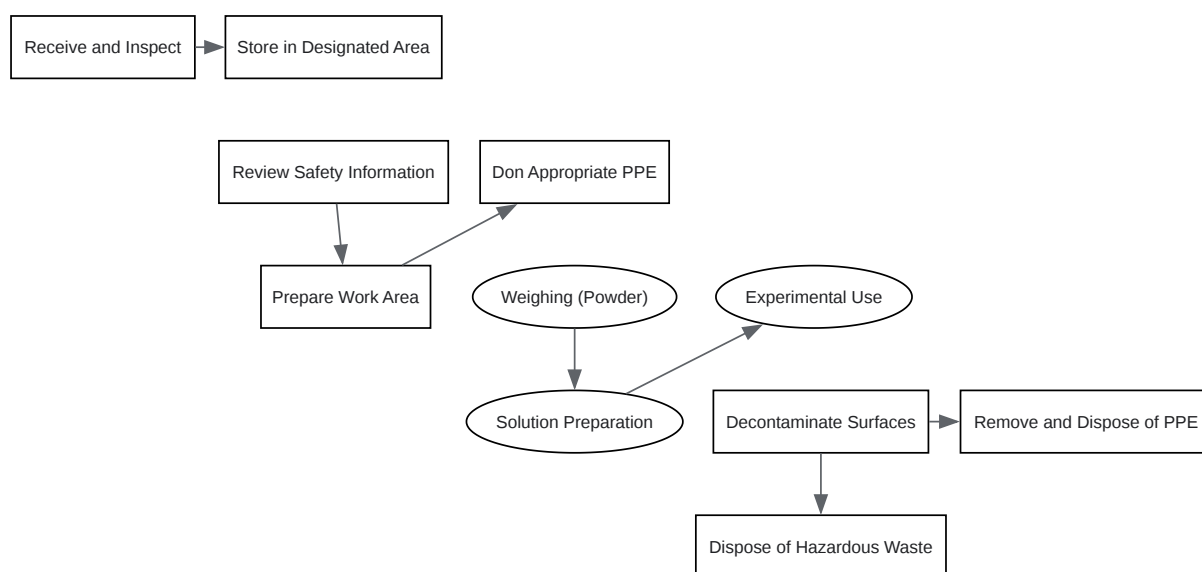 Receive and Inspect
Store in Designated Area
Review Safety Information
Don Appropriate PPE
Prepare Work Area
Weighing (Powder)
Experimental Use
Solution Preparation
Decontaminate Surfaces
Remove and Dispose of PPE
Dispose of Hazardous Waste